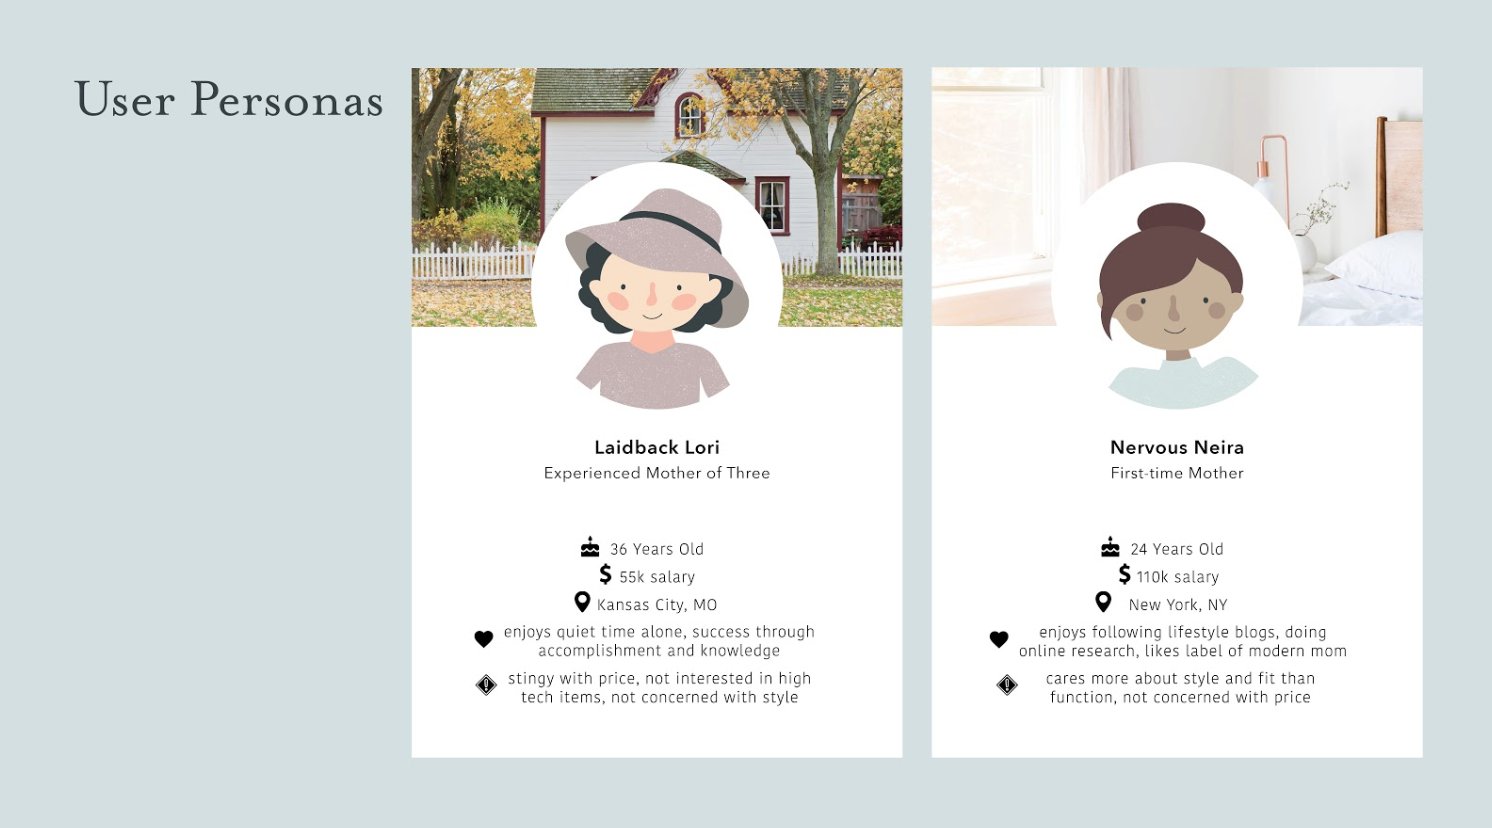 User Personas
Laidback Lori
Experienced Mother of Three
36 Years Old
$ 55k salary
Kansas City, MO
enjoys quiet time alone, success through
accomplishment and knowledge
stingy with price, not interested in high
tech items, not concerned with style
Nervous Neira
First-time Mother
24 Years Old
$ 110k salary
New York, NY
enjoys following lifestyle blogs, doing
online research, likes label of modern mom
cares more about style and fit than
function, not concerned with price